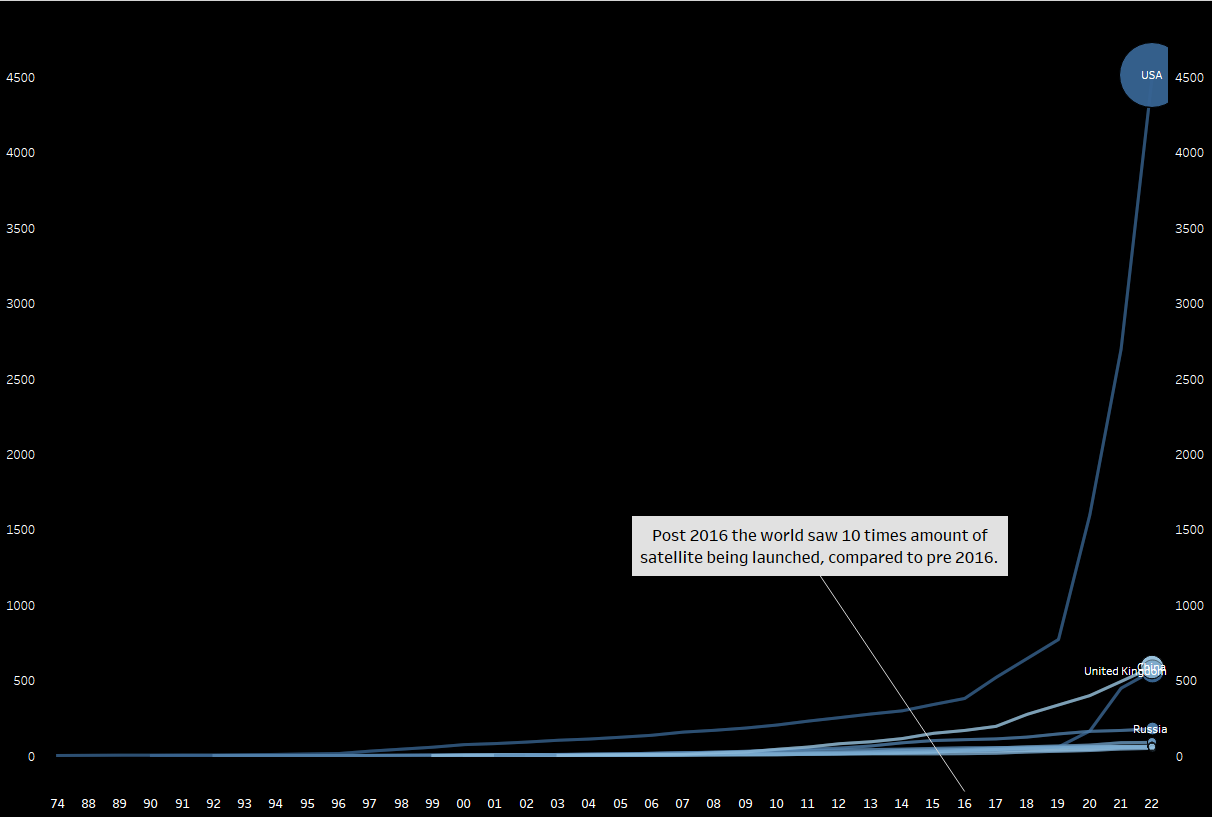 USA
4500 4500
4000 4000
3500 3500
3000 3000
2500 2500
2000 2000
1500 1500
Post 2016 the world saw 10 times amount of
satellite being launched, compared to pre 2016.
1000 1000
China
United Kingdom
500 500
Russia
0 0
74 88 89 90 91 92 93 94 95 96 97 98 99 00 01 02 03 04 05 06 07 08 09 10 11 12 13 14 15 16 17 18 19 20 21 22